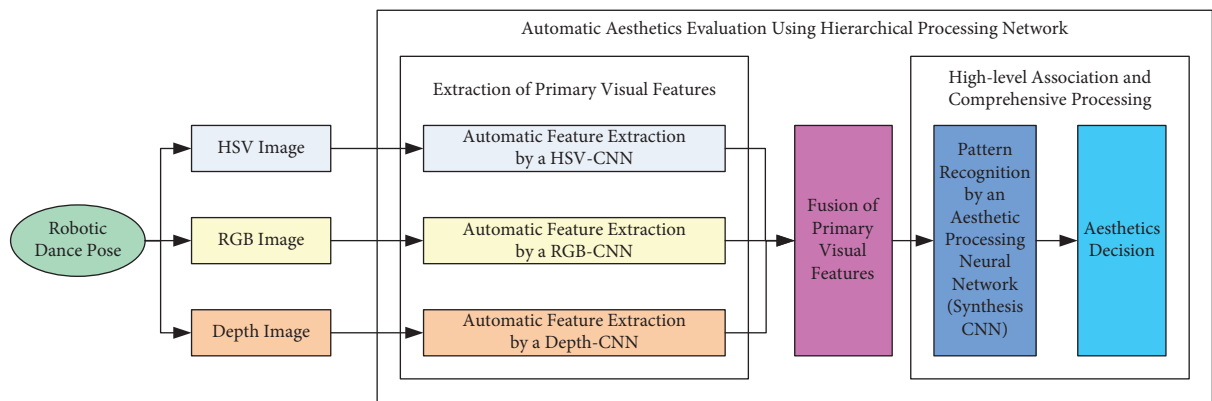 Automatic Aesthetics Evaluation Using Hierarchical Processing Network
Extraction of Primary Visual Features
High-level Association and
Comprehensive Processing
Robotic
Dance Pose
HSV Image
RGB Image
Depth Image
Automatic Feature Extraction
by a HSV-CNN
Automatic Feature Extraction
by a RGB-CNN
Automatic Feature Extraction
by a Depth-CNN
Fusion of
Primary
Visual
Features
Pattern
Recognition
by an
Aesthetic
Processing
Neural
Network
(Synthesis
CNN)
Aesthetics
Decision